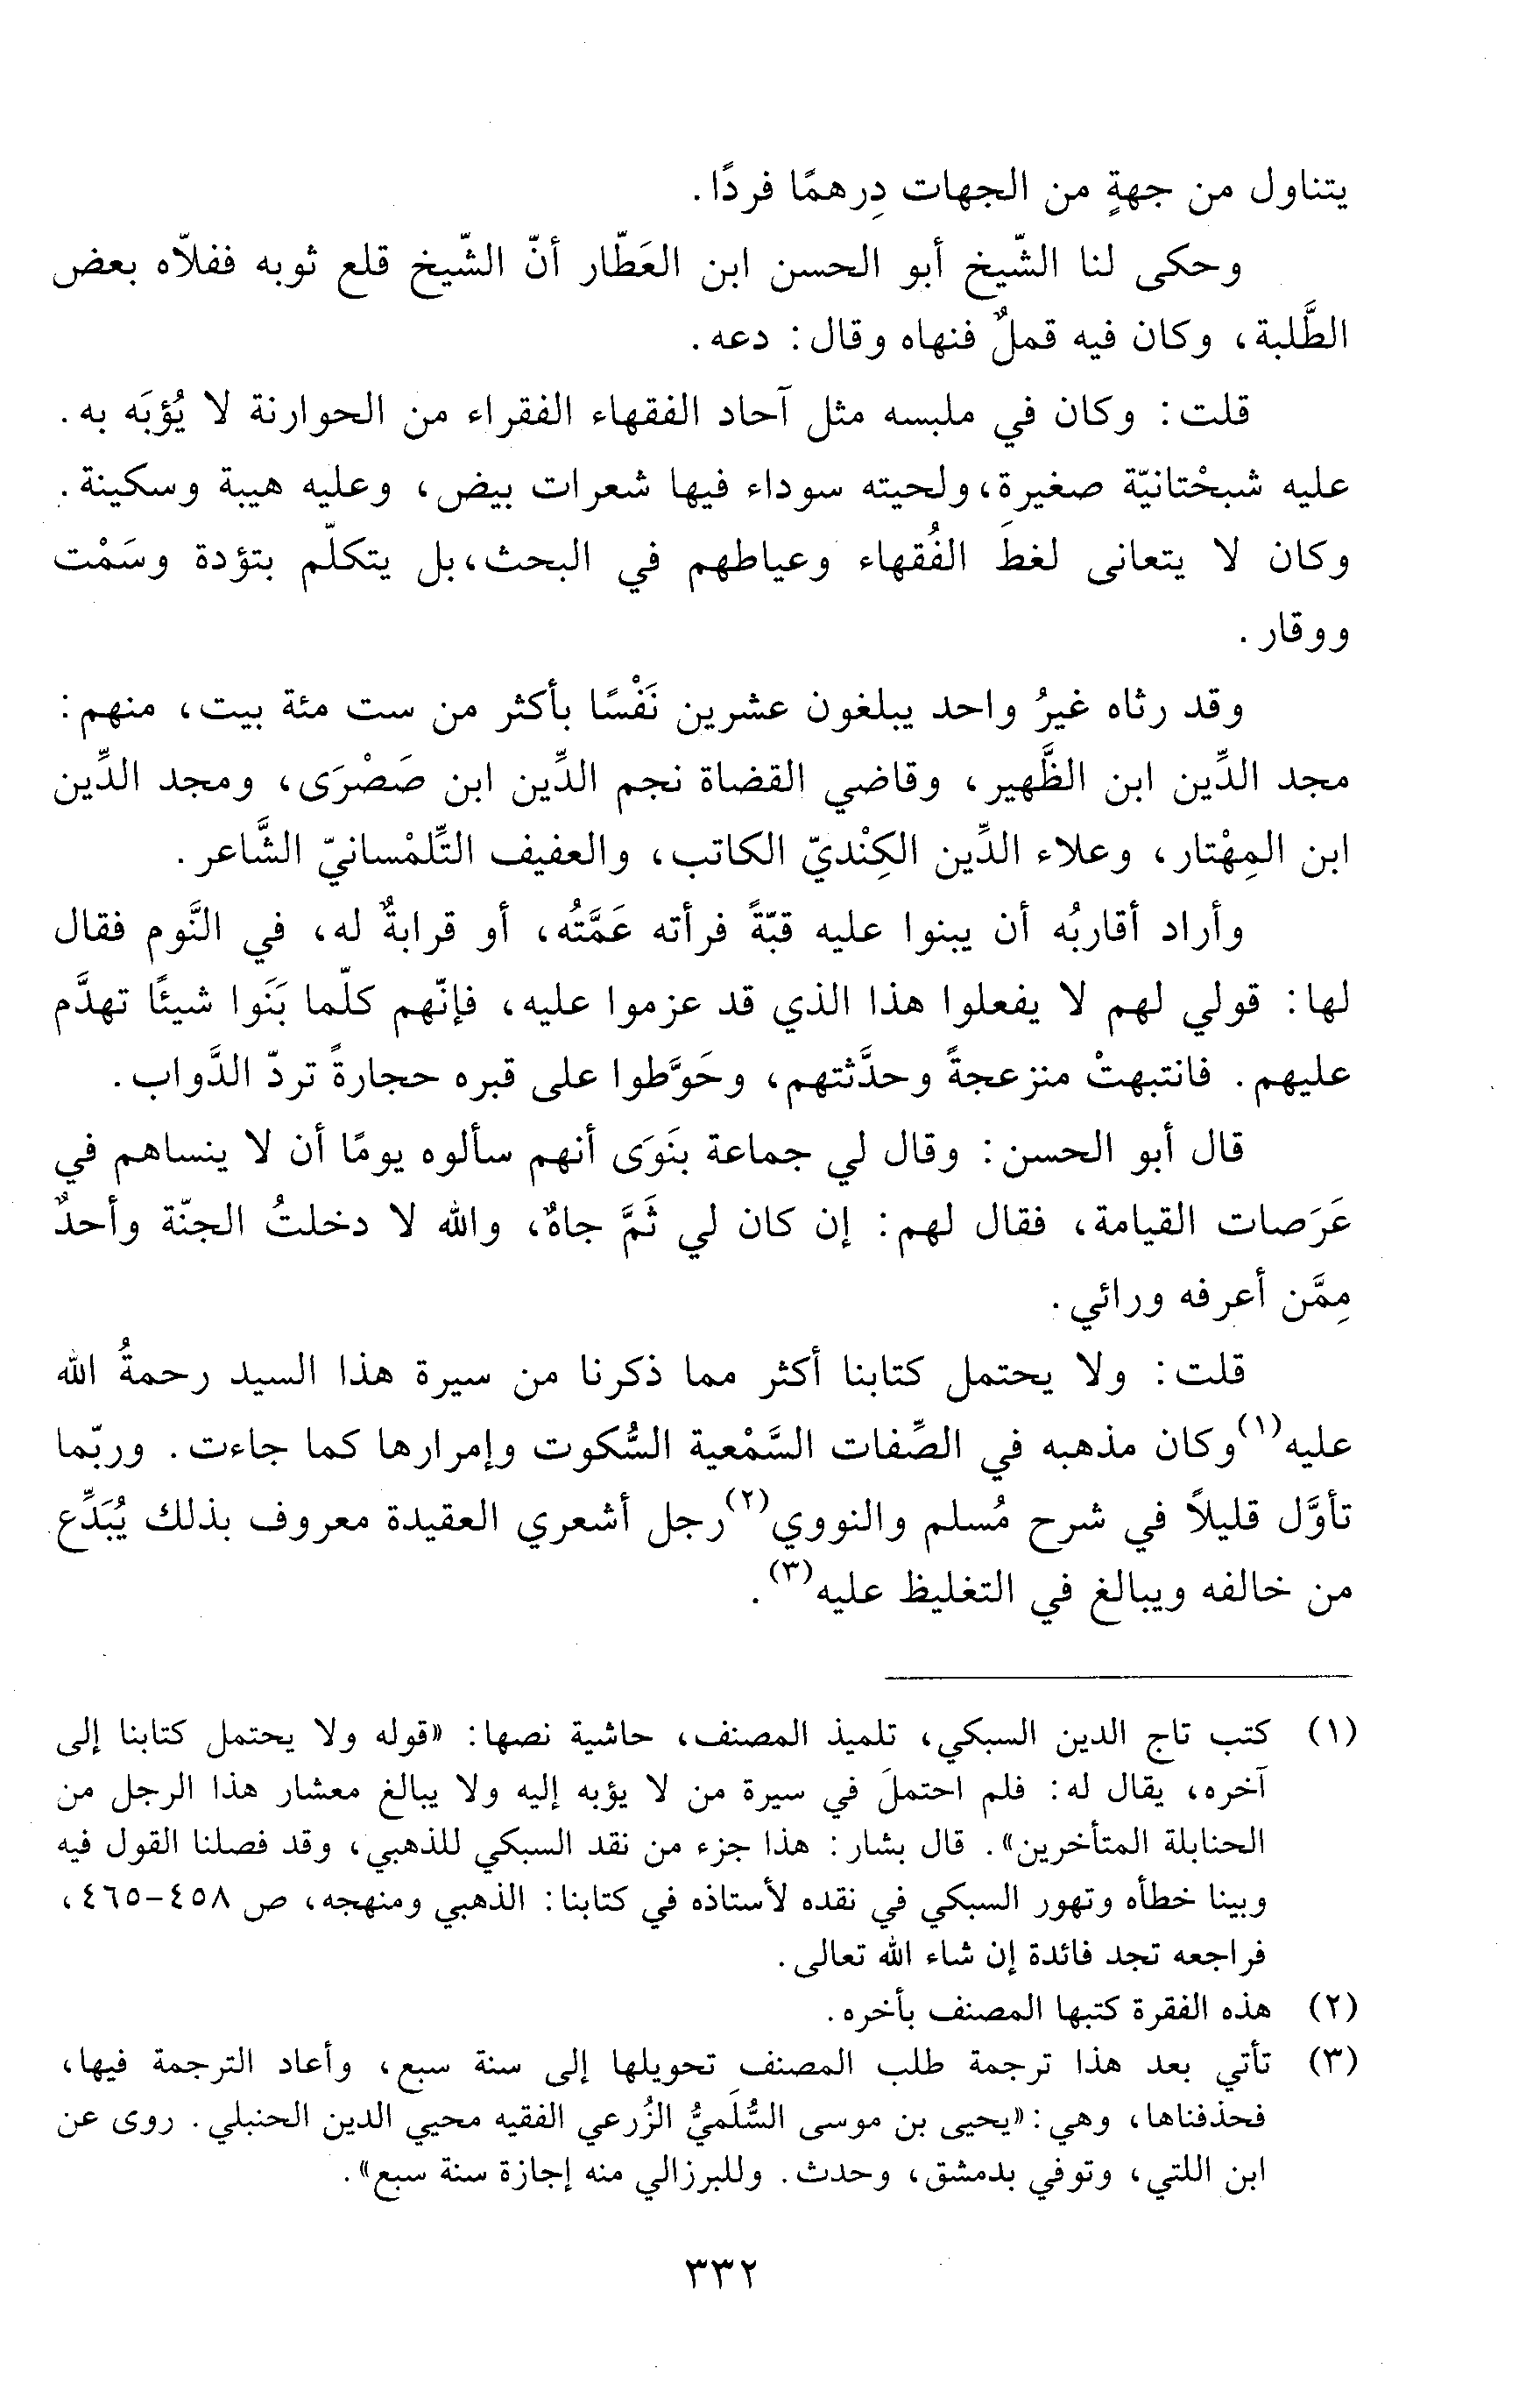 يتناول من جهةٍ من الجهات دِرهمًا فردًا.
وحكى لنا الشّيخ أبو الحسن ابن العَطّار أنّ الشّيخ قلع ثوبه ففلاّه بعض
الطَّلبة، وكان فيه قملٌ فنهاه وقال: دعه.
قلت: وكان في ملبسه مثل آحاد الفقهاء الفقراء من الحوارنة لا يُؤبَه به.
عليه شبخْتانيّة صغيرة، ولحيته سوداء فيها شعرات بيض، وعليه هيبة وسكينة.
وكان لا يتعانى لغطَ الفُقهاء وعياطهم في البحث، بل يتكلّم بتؤدة وسَمْت
ووقار.
وقد رثاه غيرُ واحد يبلغون عشرين نَفْسًا بأكثر من ست مئة بيت، منهم:
مجد الدِّين ابن الظَّهير، وقاضي القضاة نجم الدِّين ابن صَصْرَى، ومجد الدِّين
ابن المِهْتار، وعلاء الدِّين الكِنْديّ الكاتب، والعفيف التِّلمْسانيّ الشَّاعر.
وأراد أقاربُه أن يبنوا عليه قبّةً فرأته عَمَّتُه، أو قرابةٌ له، في النَّوم فقال
لها: قولي لهم لا يفعلوا هذا الذي قد عزموا عليه، فإنّهم كلّما بَنَوا شيئًا تهدَّم
عليهم. فانتبهتْ منزعجةً وحدَّثتهم، وحَوَّطوا على قبره حجارةً تردّ الدَّواب.
قال أبو الحسن: وقال لي جماعة بنَوَى أنهم سألوه يومًا أن لا ينساهم في
عَرَصات القيامة، فقال لهم: إن كان لي ثَمَّ جاهٌ، والله لا دخلتُ الجنّة وأحدٌ
مِمَّن أعرفه ورائي.
قلت: ولا يحتمل كتابنا أكثر مما ذكرنا من سيرة هذا السيد رحمةُ الله
عليه(١) وكان مذهبه في الصِّفات السَّمْعية السُّكوت وإمرارها كما جاءت. وربّما
تأوَّل قليلاً في شرح مُسلم والنووي(٢) رجل أشعري العقيدة معروف بذلك يُبَدِّع
من خالفه ويبالغ في التغليظ عليه(٣).
(١) كتب تاج الدين السبكي، تلميذ المصنف، حاشية نصها: «قوله ولا يحتمل كتابنا إلى
آخره، يقال له: فلم احتملَ في سيرة من لا يؤبه إليه ولا يبالغ معشار هذا الرجل من
الحنابلة المتأخرين». قال بشار: هذا جزء من نقد السبكي للذهبي، وقد فصلنا القول فيه
وبينا خطأه وتهور السبكي في نقده لأستاذه في كتابنا: الذهبي ومنهجه، ص ٤٥٨-٤٦٥،
فراجعه تجد فائدة إن شاء الله تعالى.
(٢) هذه الفقرة كتبها المصنف بأخره.
(٣) تأتي بعد هذا ترجمة طلب المصنف تحويلها إلى سنة سبع، وأعاد الترجمة فيها،
فحذفناها، وهي: «يحيى بن موسى السُّلَميُّ الزُرعي الفقيه محيي الدين الحنبلي. روى عن
ابن اللتي، وتوفي بدمشق، وحدث. وللبرزالي منه إجازة سنة سبع».
٣٣٢